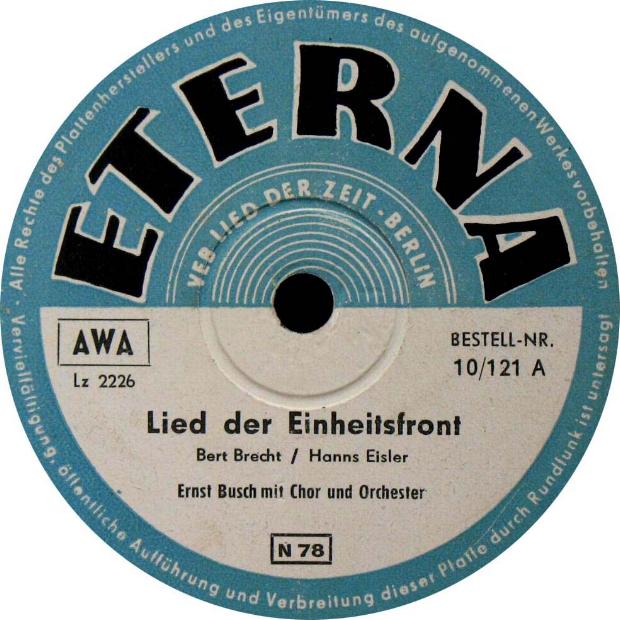 Alle Rechte des Plattenherstellers und des Eigentümers des aufgenommenen Werkes vorbehalten
ETERNA
VEB LIED DER ZEIT - BERLIN
AWA
Lz 2226
BESTELL-NR.
10/121 A
Lied der Einheitsfront
Bert Brecht / Hanns Eisler
Ernst Busch mit Chor und Orchester
N 78
Vervielfältigung, öffentliche Aufführung und Verbreitung dieser Platte durch Rundfunk ist untersagt